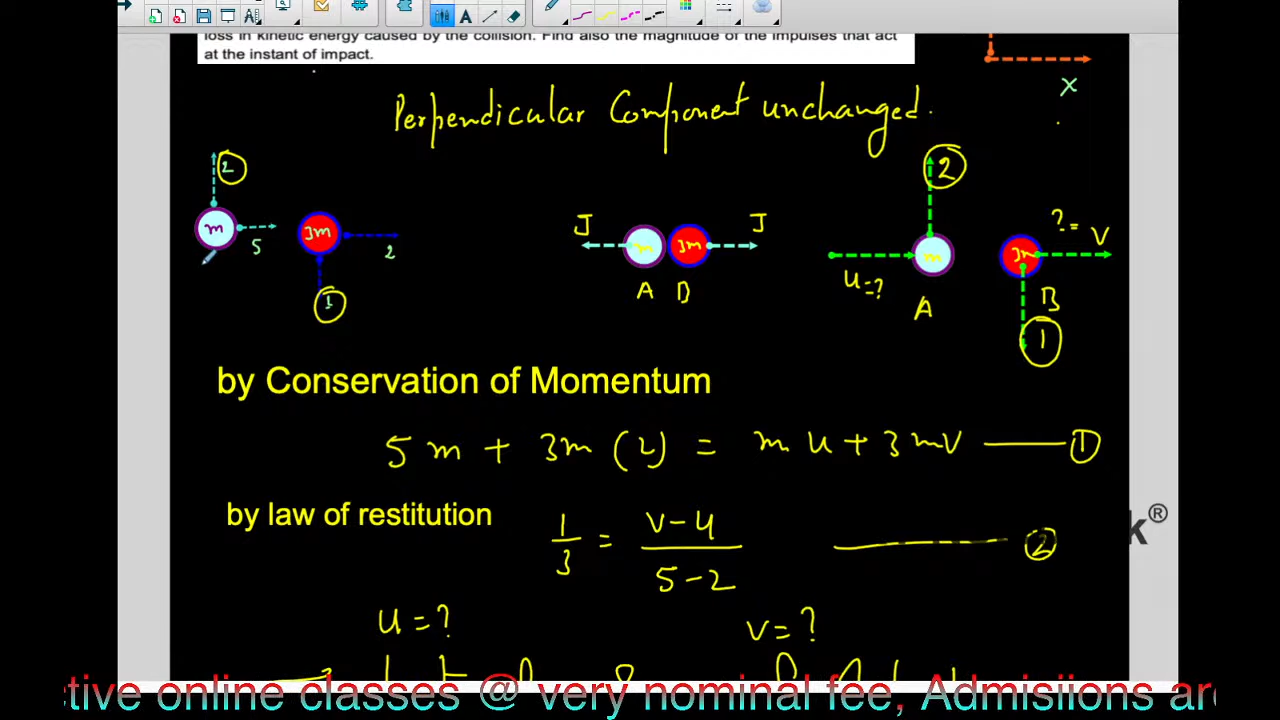 loss in kinetic energy caused by the collision. Find also the magnitude of the impulses that act
at the instant of impact.
x
Perpendicular Component unchanged.
2
2
m
5
3m
2
1
J
J
m
3m
A B
u=?
m
A
?=
v
3m
B
1
by Conservation of Momentum
5m + 3m (2) = mu + 3mv ——— ①
by law of restitution
1/3 = v-u/5-2 ——— ②
k®
u = ?
v = ?
tive online classes @ very nominal fee, Admisiions ar